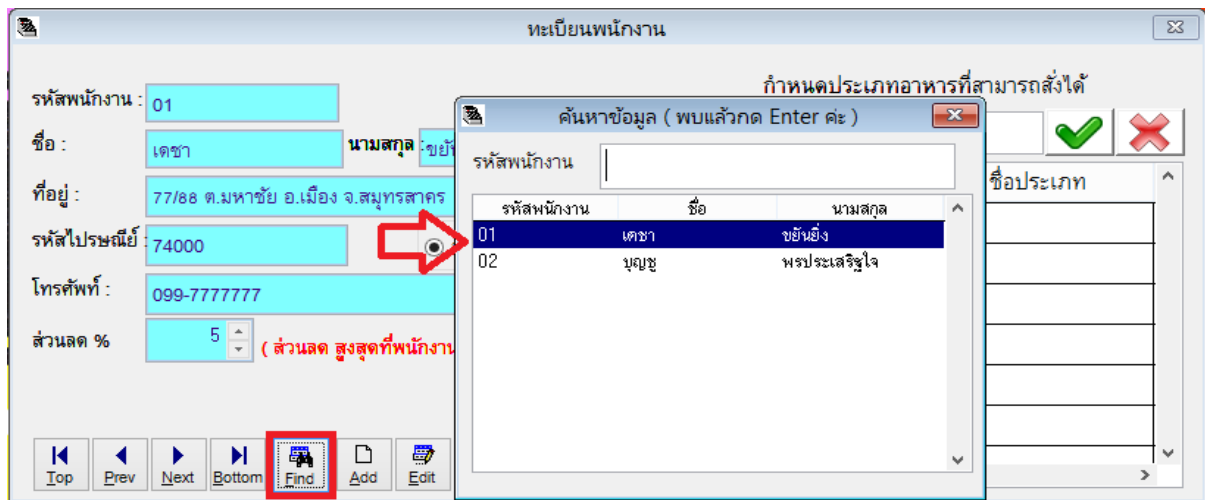 ทะเบียนพนักงาน
กำหนดประเภทอาหารที่สามารถสั่งได้
รหัสพนักงาน : 01
ชื่อ : เดชา นามสกุล :
ที่อยู่ : 77/88 ต.มหาชัย อ.เมือง จ.สมุทรสาคร
รหัสไปรษณีย์ : 74000
โทรศัพท์ : 099-7777777
ส่วนลด % 5 ( ส่วนลด สูงสุดที่พนักงาน
Top Prev Next Bottom Find Add Edit
ค้นหาข้อมูล ( พบแล้วกด Enter ค่ะ )
รหัสพนักงาน
รหัสพนักงาน ชื่อ นามสกุล
01 เดชา ขยันยิ่ง
02 บุญชู พรประเสริฐใจ
ชื่อประเภท